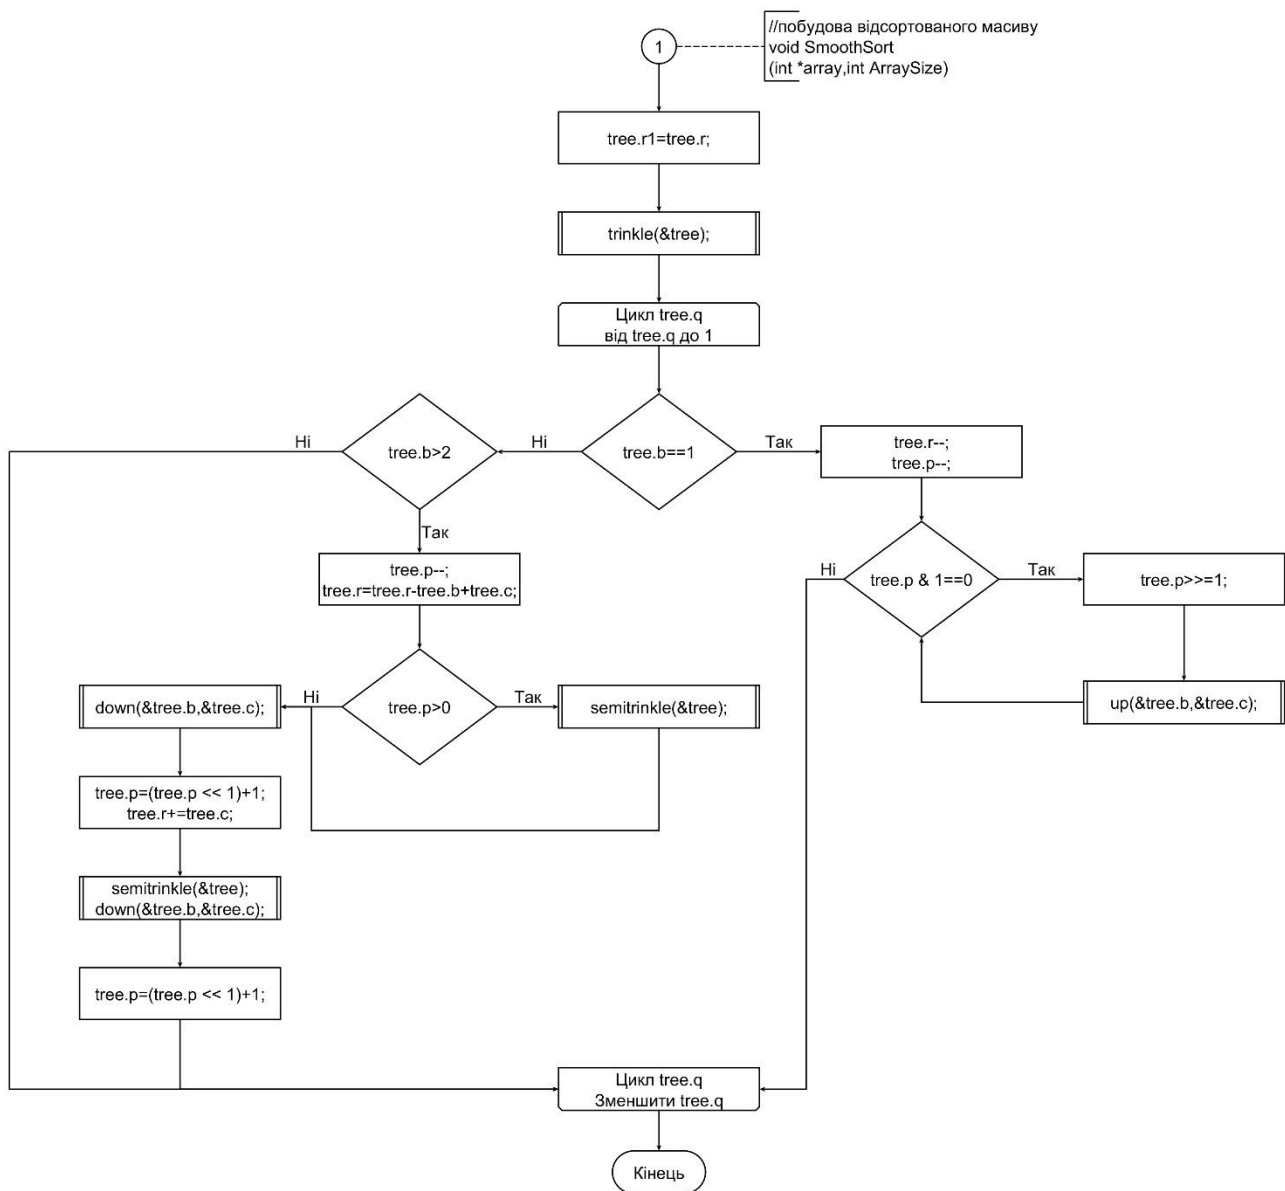 1
//побудова відсортованого масиву
void SmoothSort
(int *array,int ArraySize)
tree.r1=tree.r;
trinkle(&tree);
Цикл tree.q
від tree.q до 1
tree.b==1
Ні
Так
tree.b>2
Ні
Так
tree.r--;
tree.p--;
tree.p & 1==0
Ні
Так
tree.p>>=1;
up(&tree.b,&tree.c);
tree.p--;
tree.r=tree.r-tree.b+tree.c;
tree.p>0
Ні
Так
semitrinkle(&tree);
down(&tree.b,&tree.c);
tree.p=(tree.p << 1)+1;
tree.r+=tree.c;
semitrinkle(&tree);
down(&tree.b,&tree.c);
tree.p=(tree.p << 1)+1;
Цикл tree.q
Зменшити tree.q
Кінець